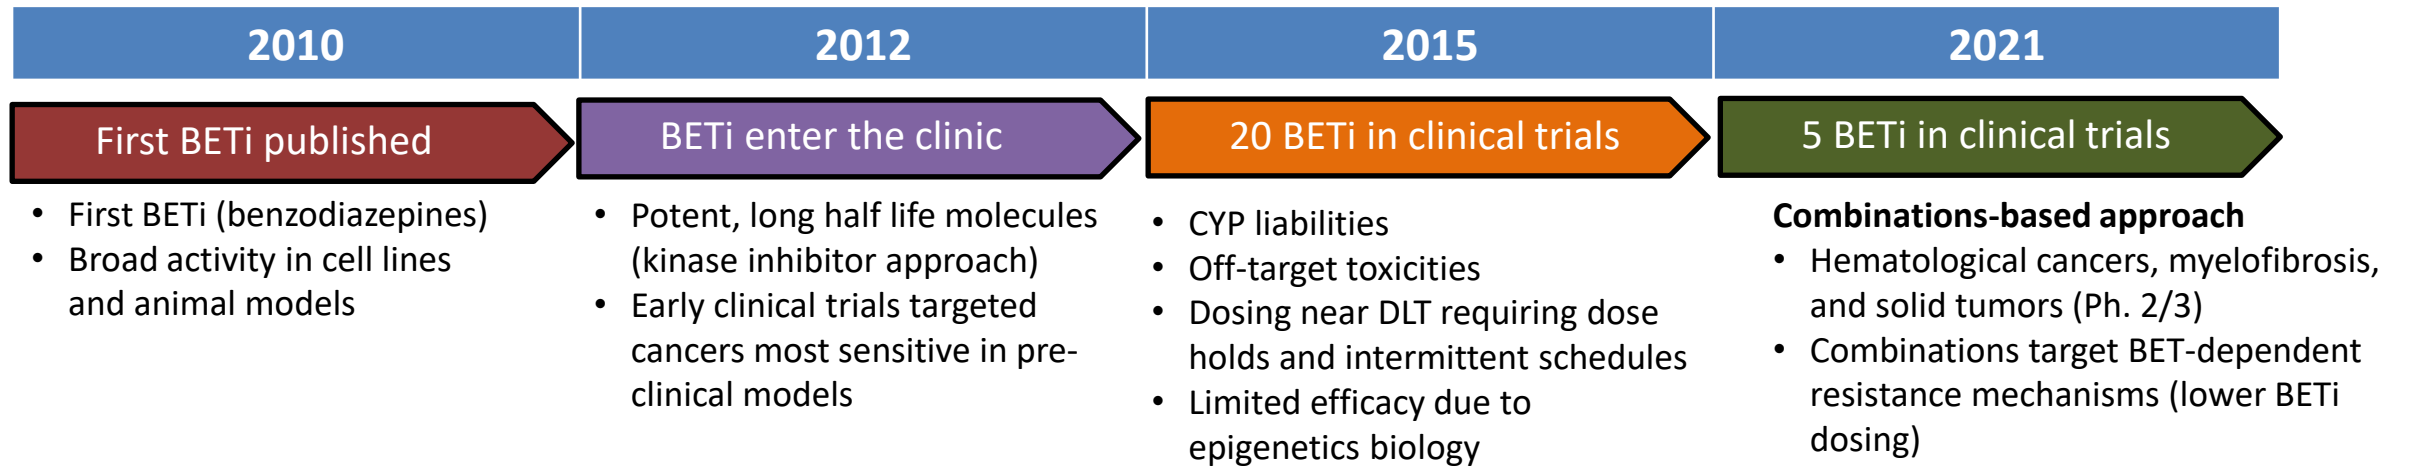 2010
2012
2015
2021
First BETi published
BETi enter the clinic
20 BETi in clinical trials
5 BETi in clinical trials
• First BETi (benzodiazepines)
• Broad activity in cell lines
and animal models
• Potent, long half life molecules
(kinase inhibitor approach)
• Early clinical trials targeted
cancers most sensitive in pre-
clinical models
• CYP liabilities
• Off-target toxicities
• Dosing near DLT requiring dose
holds and intermittent schedules
• Limited efficacy due to
epigenetics biology
Combinations-based approach
• Hematological cancers, myelofibrosis,
and solid tumors (Ph. 2/3)
• Combinations target BET-dependent
resistance mechanisms (lower BETi
dosing)